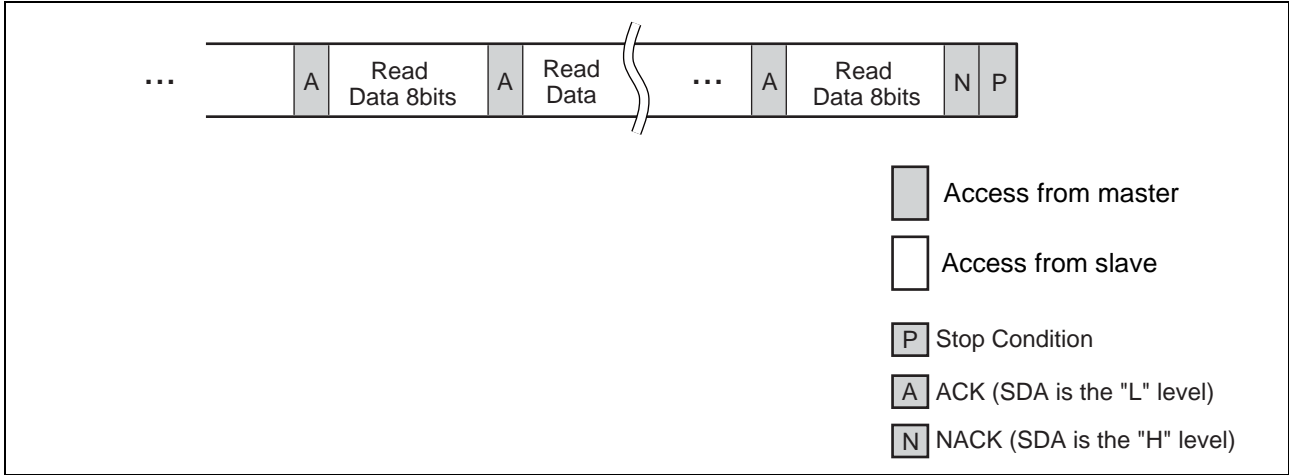 ... A Read Data 8bits A Read Data ... A Read Data 8bits N P
Access from master
Access from slave
P Stop Condition
A ACK (SDA is the "L" level)
N NACK (SDA is the "H" level)